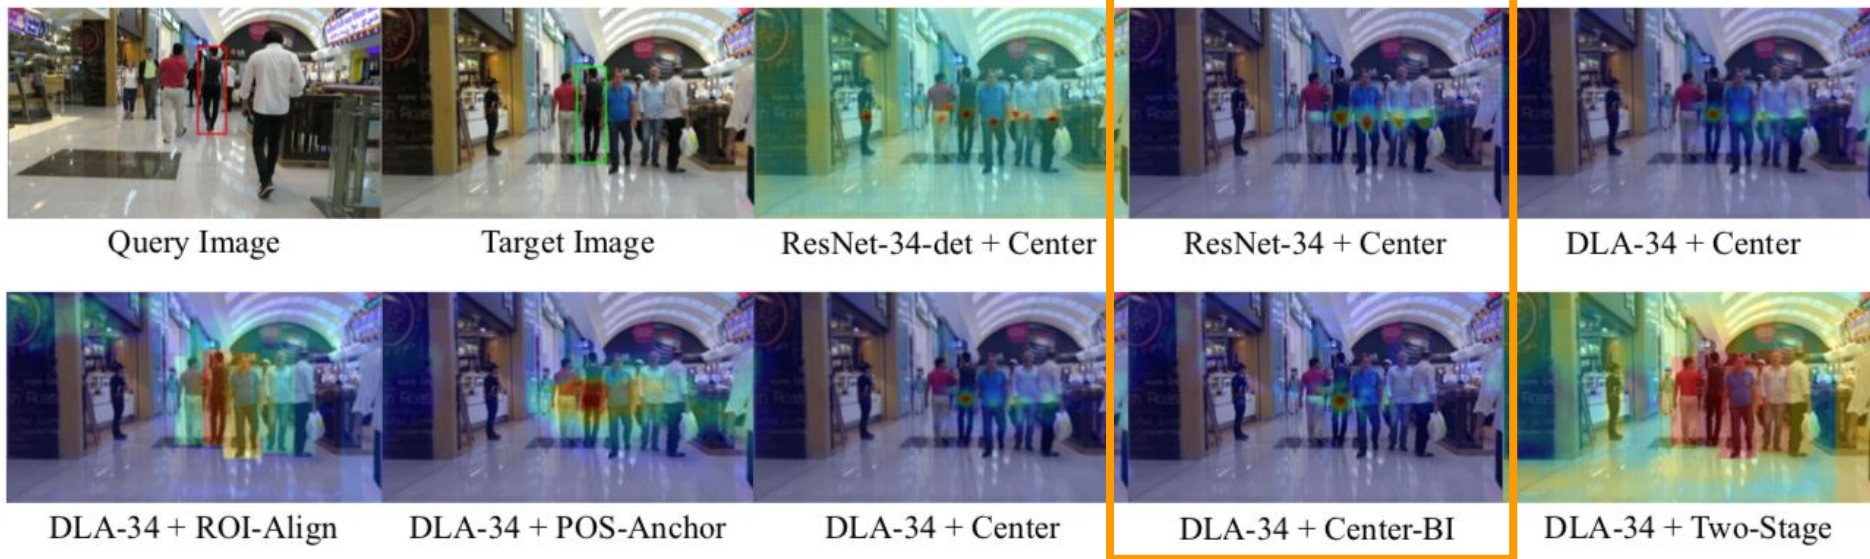 Query Image
Target Image
ResNet-34-det + Center
ResNet-34 + Center
DLA-34 + Center
DLA-34 + ROI-Align
DLA-34 + POS-Anchor
DLA-34 + Center
DLA-34 + Center-BI
DLA-34 + Two-Stage